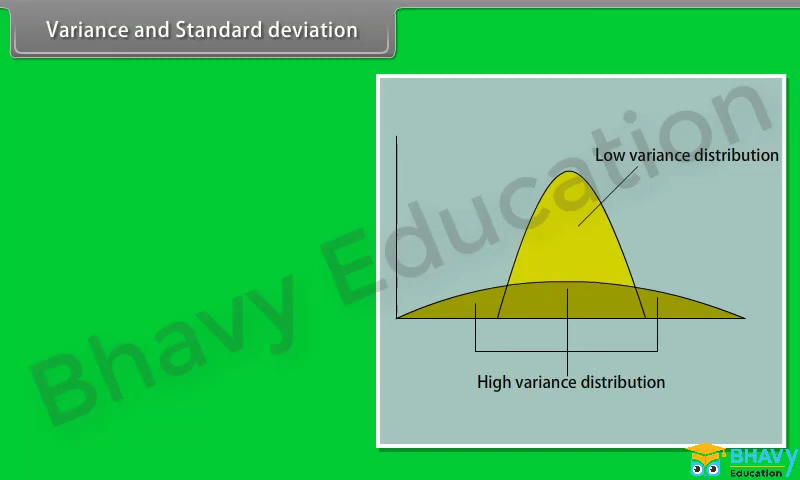 Variance and Standard deviation
Low variance distribution
High variance distribution
Bhavy Education
BHAVY
Education